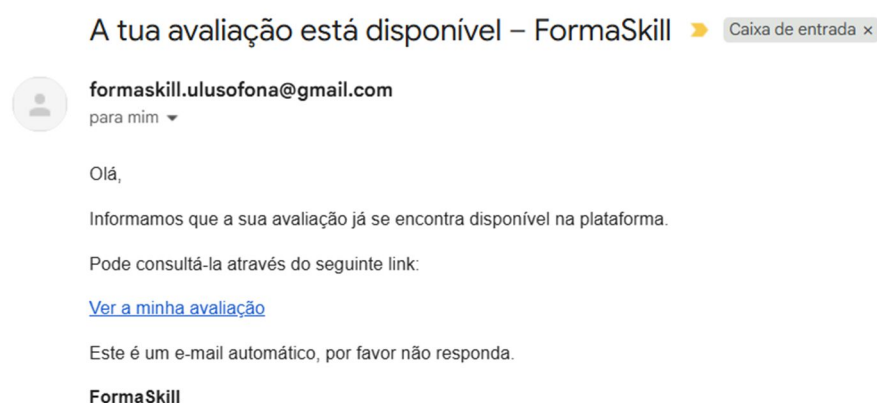 A tua avaliação está disponível – FormaSkill Caixa de entrada ×
formaskill.ulusofona@gmail.com
para mim
Olá,
Informamos que a sua avaliação já se encontra disponível na plataforma.
Pode consultá-la através do seguinte link:
Ver a minha avaliação
Este é um e-mail automático, por favor não responda.
FormaSkill